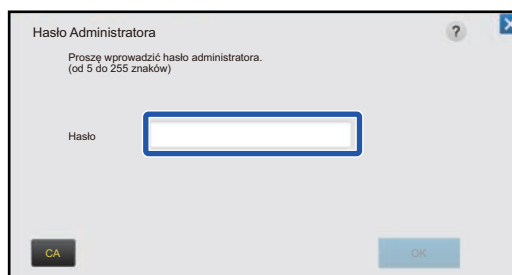 Hasło Administratora
?
Proszę wprowadzić hasło administratora.
(od 5 do 255 znaków)
Hasło
CA
OK